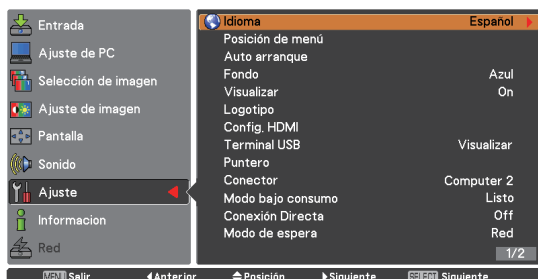 Entrada
Ajuste de PC
Selección de imagen
Ajuste de imagen
Pantalla
Sonido
Ajuste
Informacion
Red
Idioma Español
Posición de menú
Auto arranque
Fondo Azul
Visualizar On
Logotipo
Config. HDMI
Terminal USB Visualizar
Puntero
Conector Computer 2
Modo bajo consumo Listo
Conexión Directa Off
Modo de espera Red
1/2
MENU Salir Anterior Posición Siguiente SELECT Siguiente